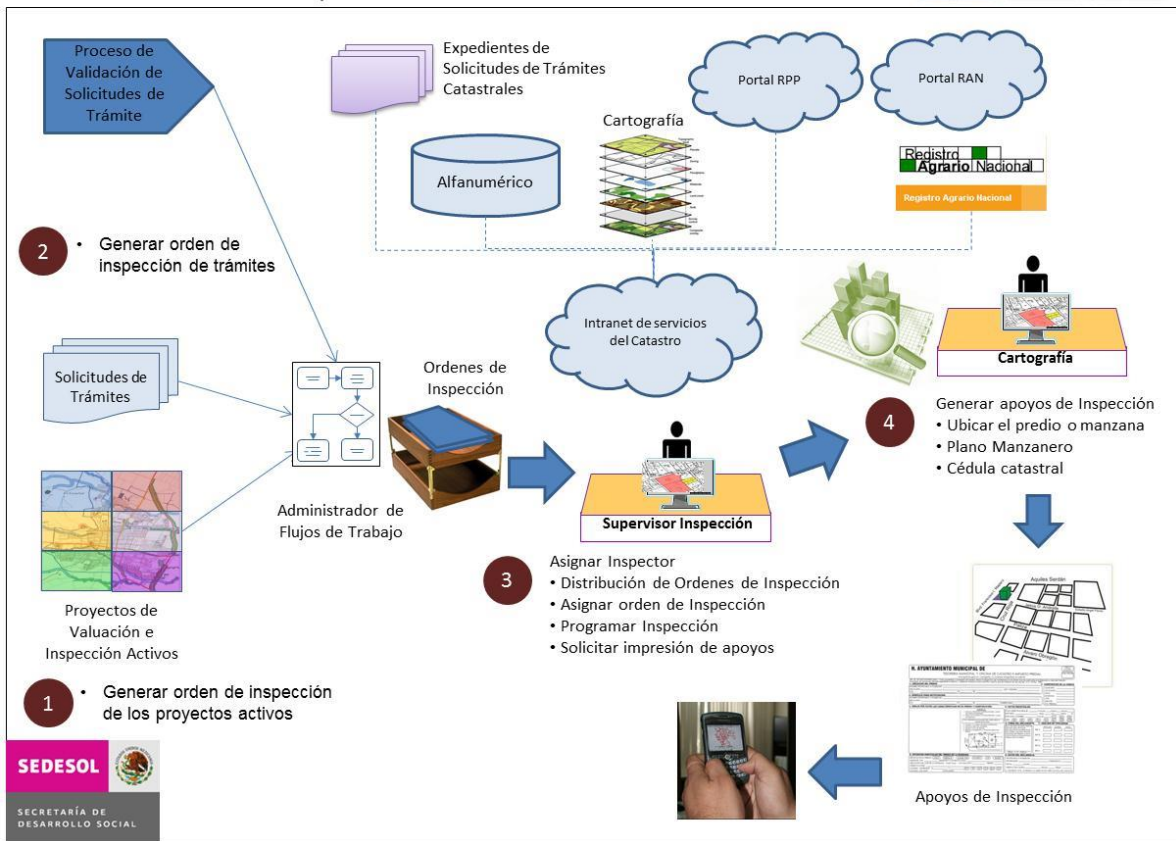 Proceso de
Validación de
Solicitudes de
Trámite
Expedientes de
Solicitudes de Trámites
Catastrales
Portal RPP
Portal RAN
Cartografía
Alfanumérico
Registro
Agrario Nacional
Registro Agrario Nacional
2
• Generar orden de
inspección de trámites
Intranet de servicios
del Catastro
Solicitudes de
Trámites
Ordenes de
Inspección
Cartografía
4
Generar apoyos de Inspección
• Ubicar el predio o manzana
• Plano Manzanero
• Cédula catastral
Administrador de
Flujos de Trabajo
Supervisor Inspección
3
Asignar Inspector
• Distribución de Ordenes de Inspección
• Asignar orden de Inspección
• Programar Inspección
• Solicitar impresión de apoyos
Proyectos de
Valuación e
Inspección Activos
1
• Generar orden de inspección
de los proyectos activos
Aquiles Serdán
Alvaro Obregón
H. AYUNTAMIENTO MUNICIPAL DE
Apoyos de Inspección
SEDESOL
SECRETARÍA DE
DESARROLLO SOCIAL